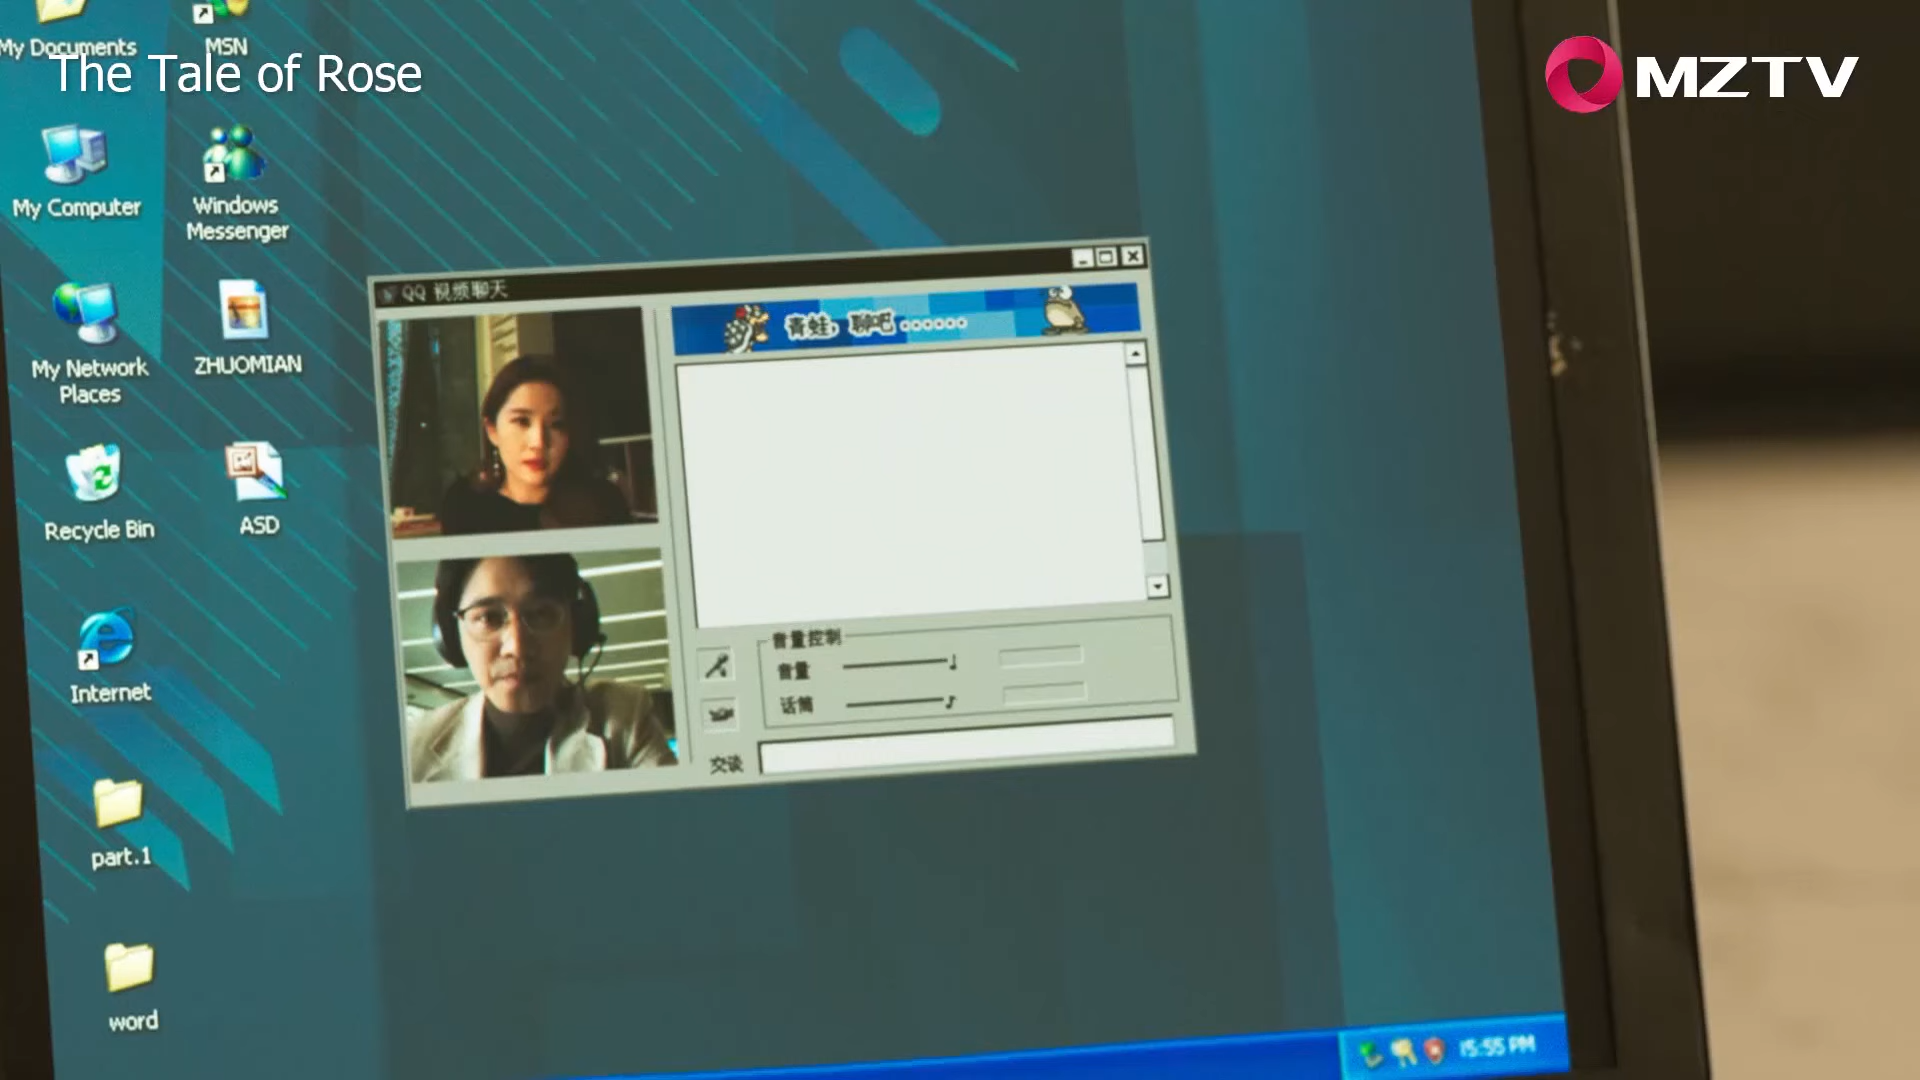 My Documents
MSN
The Tale of Rose
MZTV
My Computer
Windows
Messenger
My Network
Places
ZHUOMIAN
Recycle Bin
ASD
Internet
part.1
word
QQ 视频聊天
青蛙，聊吧······
音量控制
音量
话筒
交谈
15:55 PM